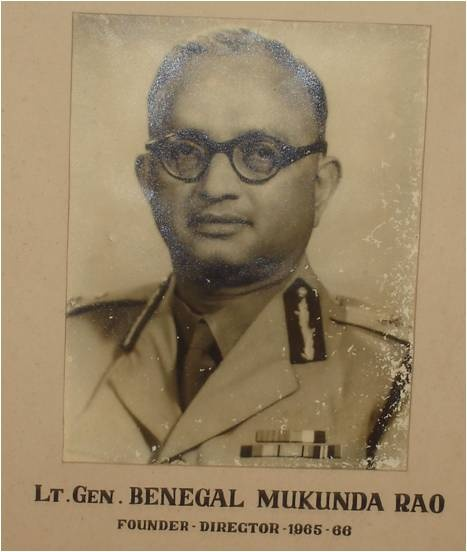 LT. GEN. BENEGAL MUKUNDA RAO
FOUNDER - DIRECTOR - 1965 - 66